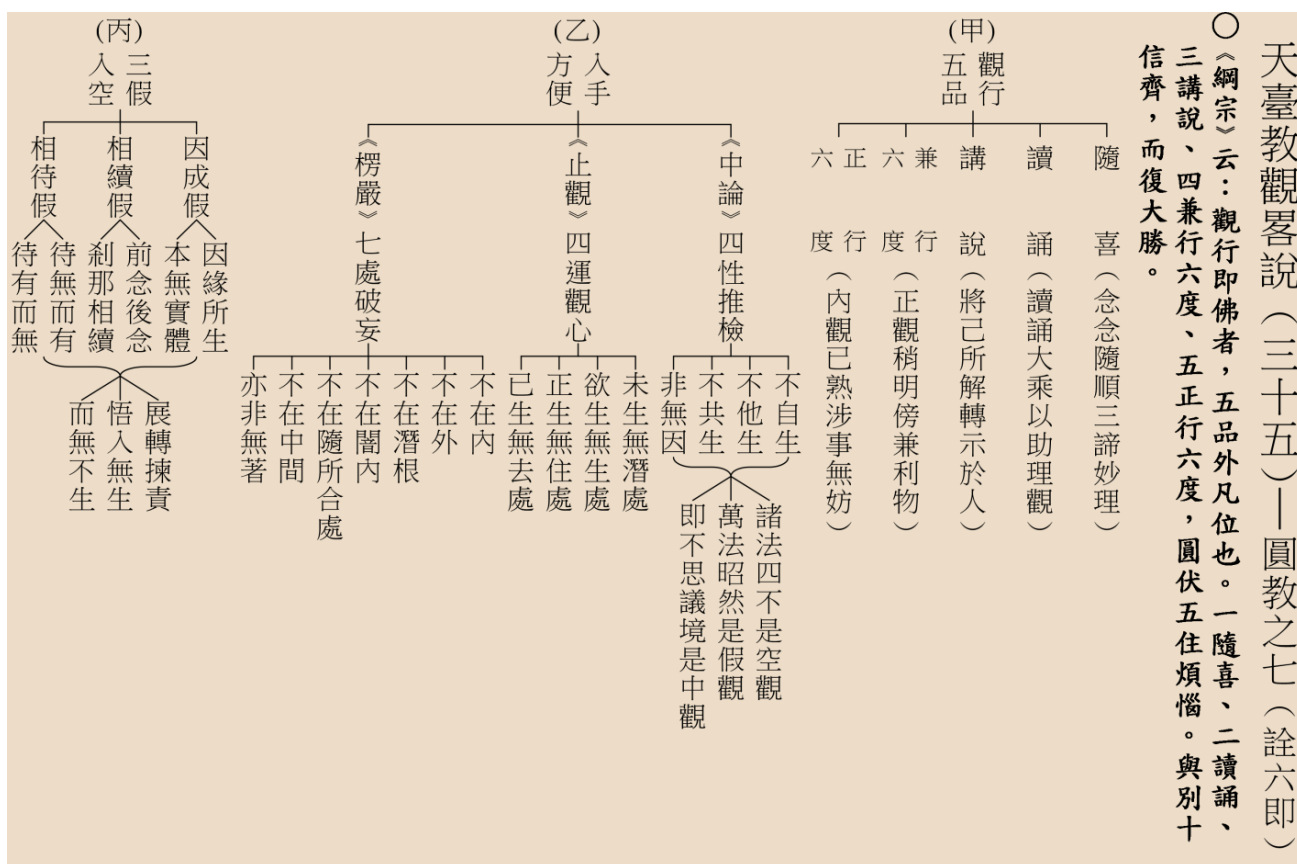 天臺教觀畧說（三十五）—圓教之七（詮六即）
○《綱宗》云：觀行即佛者，五品外凡位也。一隨喜、二讀誦、
三講說、四兼行六度、五正行六度，圓伏五住煩惱。與別十
信齊，而復大勝。
(甲)
觀行
五品
隨喜（念念隨順三諦妙理）
讀誦（讀誦大乘以助理觀）
講說（將己所解轉示於人）
兼行
六度
（正觀稍明傍兼利物）
正行
六度
（內觀已熟涉事無妨）
(乙)
入手
方便
《中論》四性推檢
不自生
不他生
不共生
非無因
諸法四不是空觀
萬法昭然是假觀
即不思議境是中觀
《止觀》四運觀心
未生無潛處
欲生無生處
正生無住處
已生無去處
《楞嚴》七處破妄
不在內
不在外
不在潛根
不在闇內
不在隨所合處
不在中間
亦非無著
(丙)
三假
入空
因成假
因緣所生
本無實體
相續假
前念後念
剎那相續
相待假
待無而有
待有而無
展轉揀責
悟入無生
而無不生